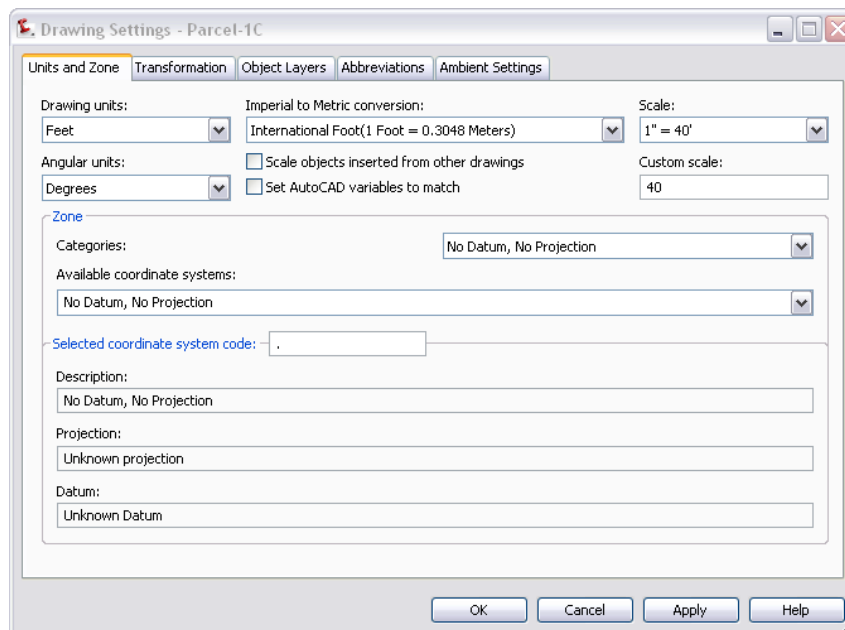 Drawing Settings - Parcel-1C
Units and Zone Transformation Object Layers Abbreviations Ambient Settings
Drawing units: Imperial to Metric conversion: Scale:
Feet International Foot(1 Foot = 0.3048 Meters) 1" = 40'
Angular units: Scale objects inserted from other drawings Custom scale:
Degrees Set AutoCAD variables to match 40
Zone
Categories: No Datum, No Projection
Available coordinate systems:
No Datum, No Projection
Selected coordinate system code: .
Description:
No Datum, No Projection
Projection:
Unknown projection
Datum:
Unknown Datum
OK Cancel Apply Help